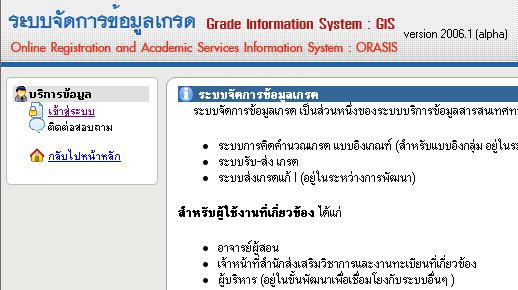 ระบบจัดการข้อมูลเกรด Grade Information System : GIS version 2006.1 (alpha)
Online Registration and Academic Services Information System : ORASIS
บริการข้อมูล
เข้าสู่ระบบ
ติดต่อสอบถาม
กลับไปหน้าหลัก
ระบบจัดการข้อมูลเกรด
ระบบจัดการข้อมูลเกรด เป็นส่วนหนึ่งของระบบบริการข้อมูลสารสนเทศทา
ระบบการคิดคำนวณเกรด แบบอิงเกณฑ์ (สำหรับแบบอิงกลุ่ม อยู่ในระ
ระบบรับ-ส่ง เกรด
ระบบส่งเกรดแก้ I (อยู่ในระหว่างการพัฒนา)
สำหรับผู้ใช้งานที่เกี่ยวข้อง ได้แก่
อาจารย์ผู้สอน
เจ้าหน้าที่สำนักส่งเสริมวิชาการและงานทะเบียนที่เกี่ยวข้อง
ผู้บริหาร (อยู่ในขั้นพัฒนาเพื่อเชื่อมโยงกับระบบอื่นๆ )